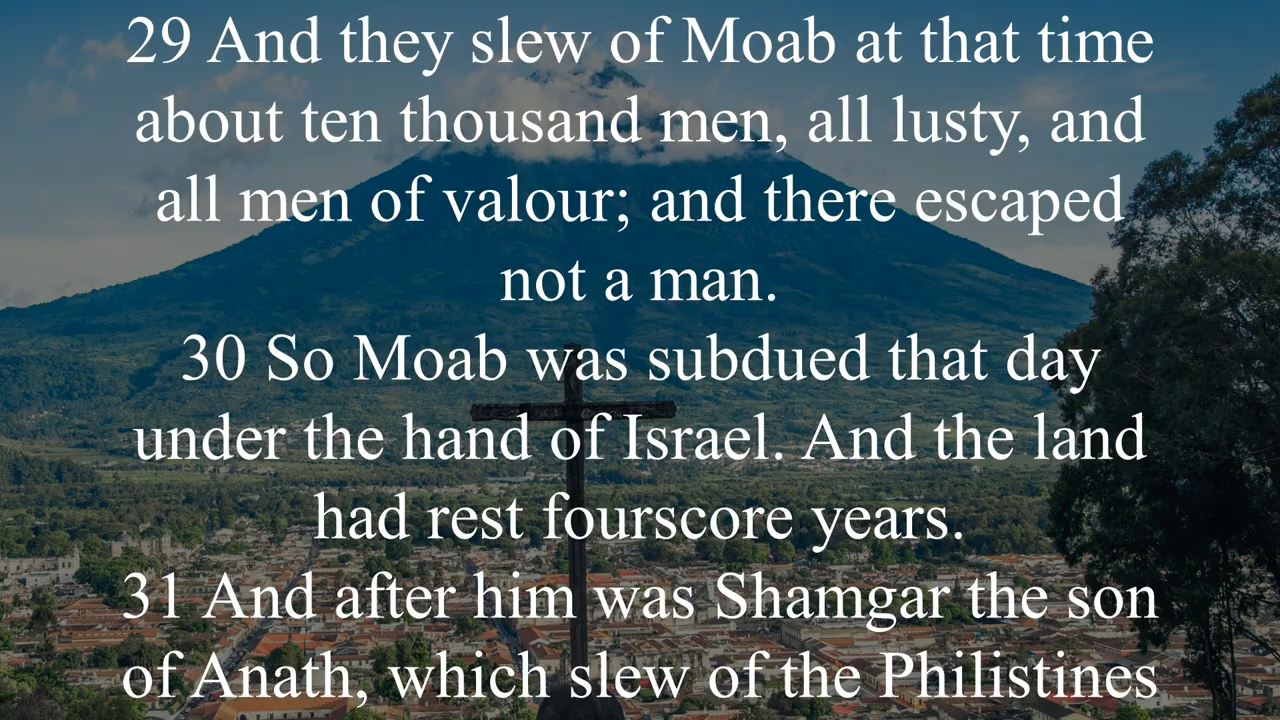 29 And they slew of Moab at that time
about ten thousand men, all lusty, and
all men of valour; and there escaped
not a man.
30 So Moab was subdued that day
under the hand of Israel. And the land
had rest fourscore years.
31 And after him was Shamgar the son
of Anath, which slew of the Philistines